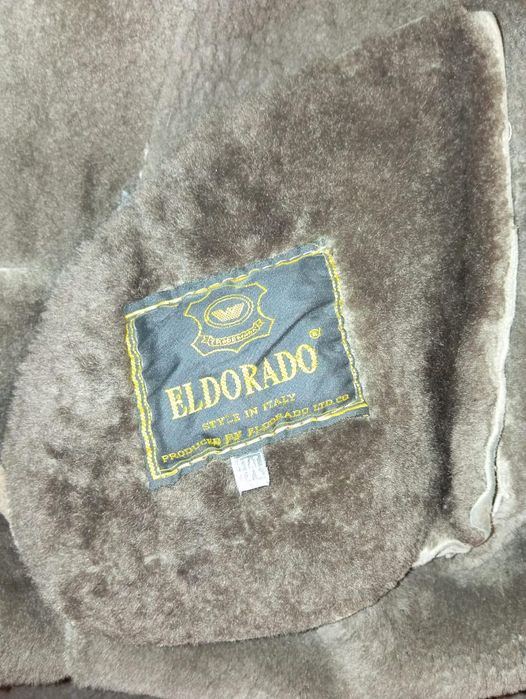 ELDORADO®
STYLE IN ITALY
PRODUCED BY ELDORADO LTD.CO